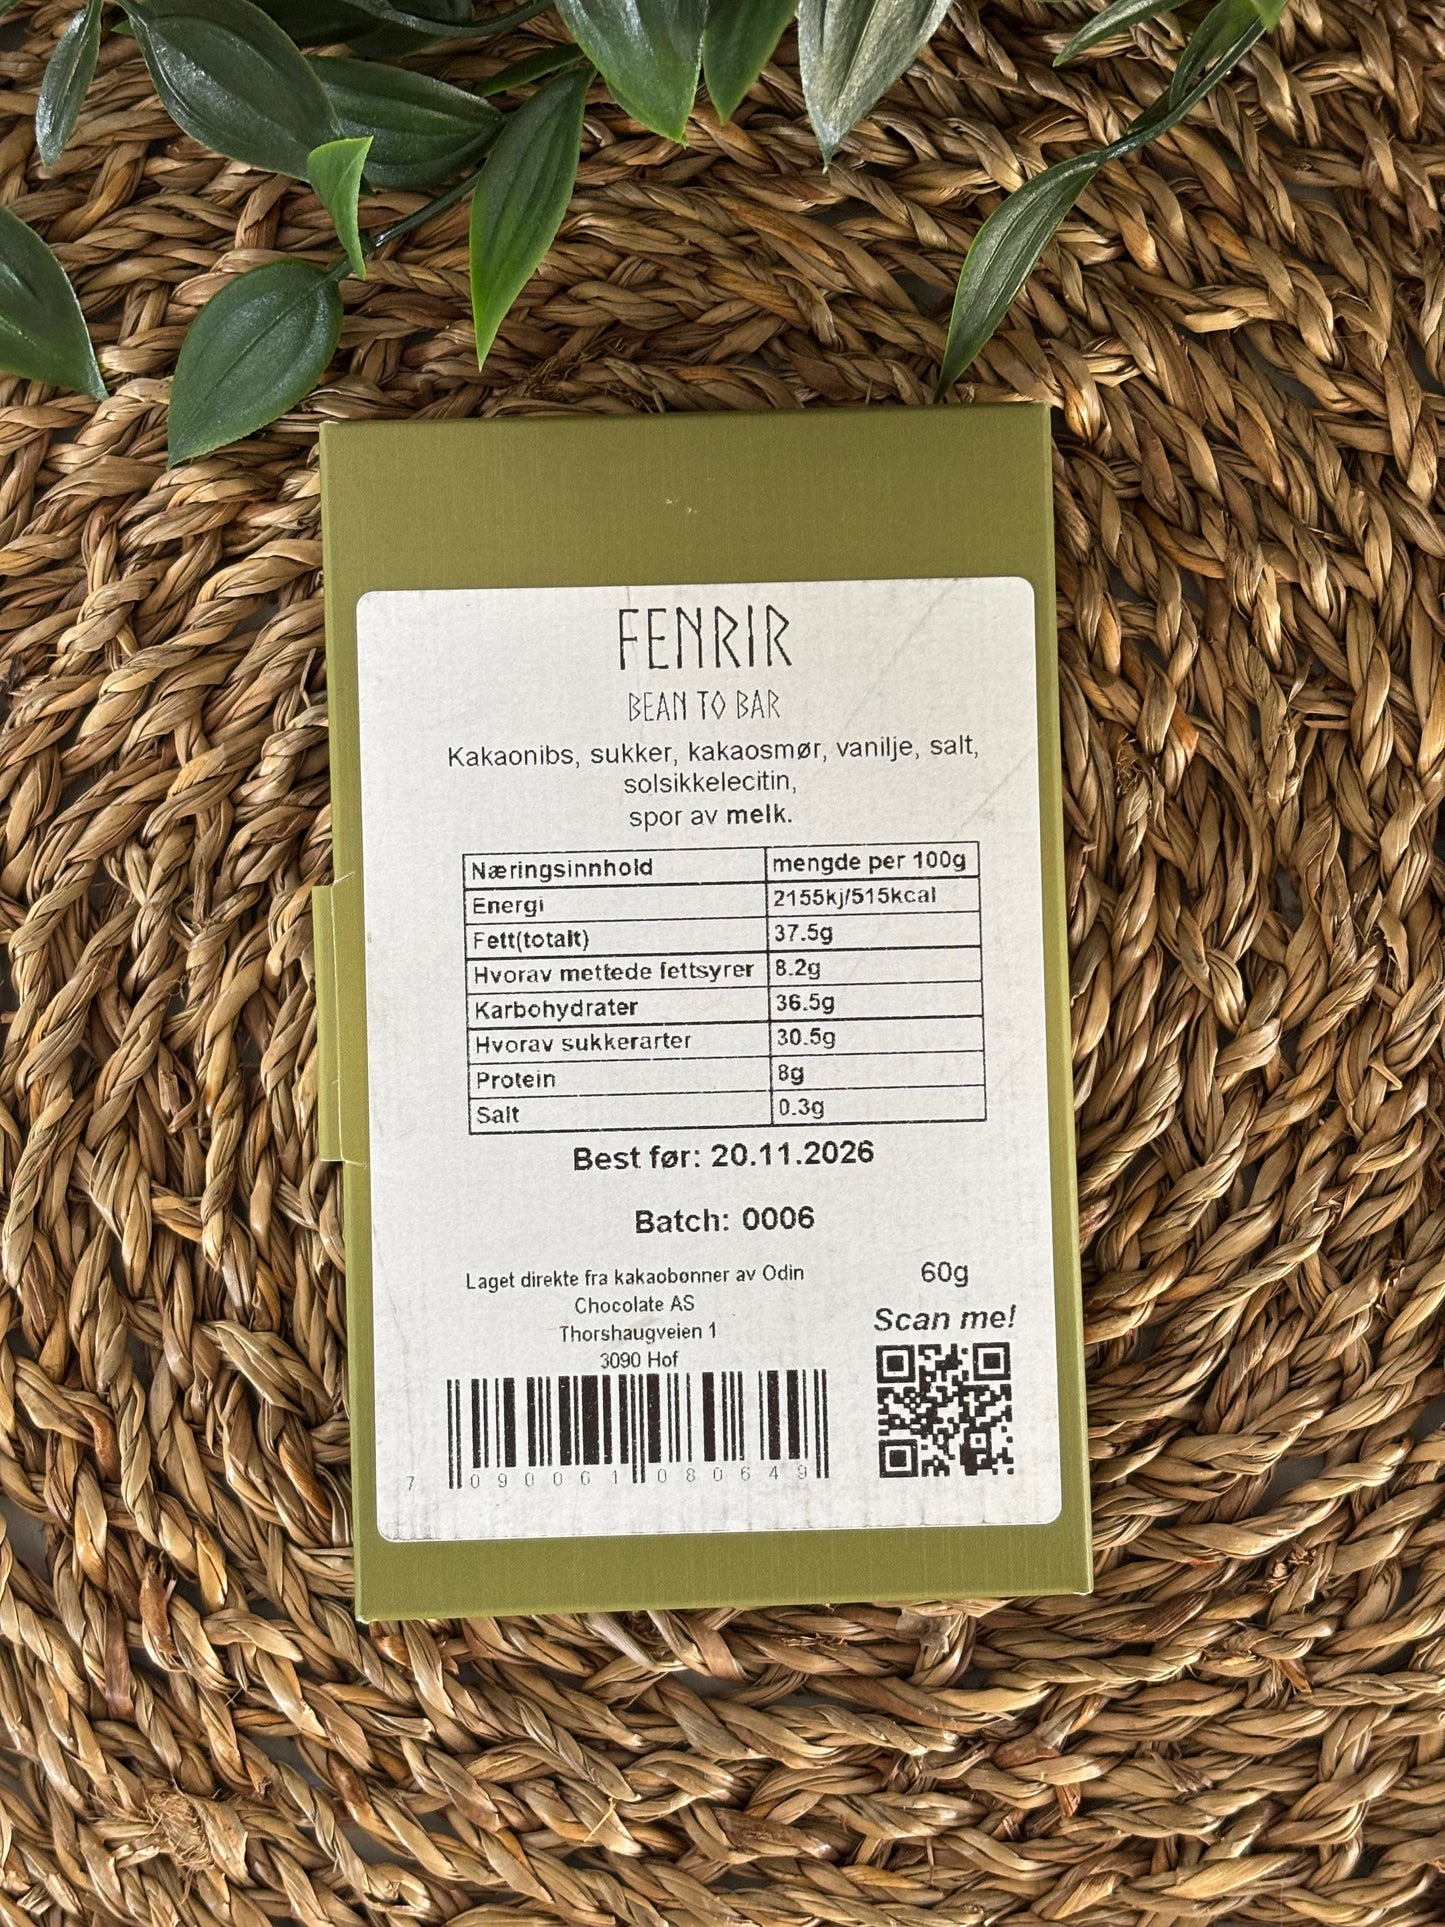 FENRIR
BEAN TO BAR
Kakaonibs, sukker, kakaosmør, vanilje, salt,
solsikkelecitin,
spor av melk.
Næringsinnhold mengde per 100g
Energi 2155kj/515kcal
Fett(totalt) 37.5g
Hvorav mettede fettsyrer 8.2g
Karbohydrater 36.5g
Hvorav sukkerarter 30.5g
Protein 8g
Salt 0.3g
Best før: 20.11.2026
Batch: 0006
Laget direkte fra kakaobønner av Odin
Chocolate AS
Thorshaugveien 1
3090 Hof
60g
Scan me!
7 090061 080649